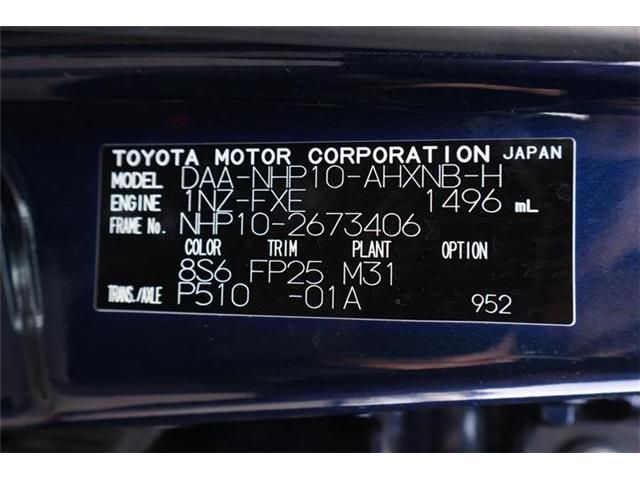 TOYOTA MOTOR CORPORATION JAPAN
MODEL DAA-NHP10-AHXNB-H
ENGINE 1NZ-FXE 1496 mL
FRAME No. NHP10-2673406
COLOR TRIM PLANT OPTION
8S6 FP25 M31
TRANS./AXLE P510 -01A 952